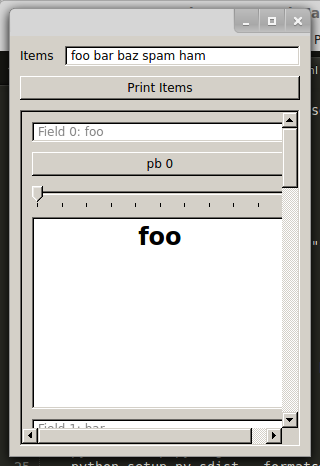 Items foo bar baz spam ham
Print Items
Field 0: foo
pb 0
foo
Field 1: bar
25 python setup.py sdist --formats